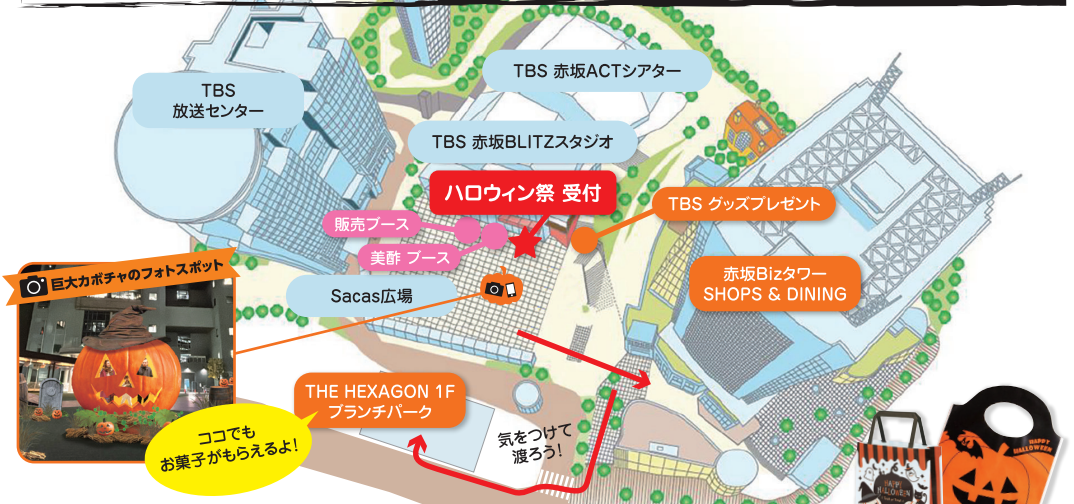 TBS
放送センター
TBS 赤坂ACTシアター
TBS 赤坂BLITZスタジオ
ハロウィン祭 受付
TBS グッズプレゼント
販売ブース
美酢 ブース
巨大カボチャのフォトスポット
Sacas広場
赤坂Bizタワー
SHOPS & DINING
THE HEXAGON 1F
ブランチパーク
ココでも
お菓子がもらえるよ!
気をつけて
渡ろう!
HAPPY
HALLOWEEN
HAPPY
HALLOWEEN